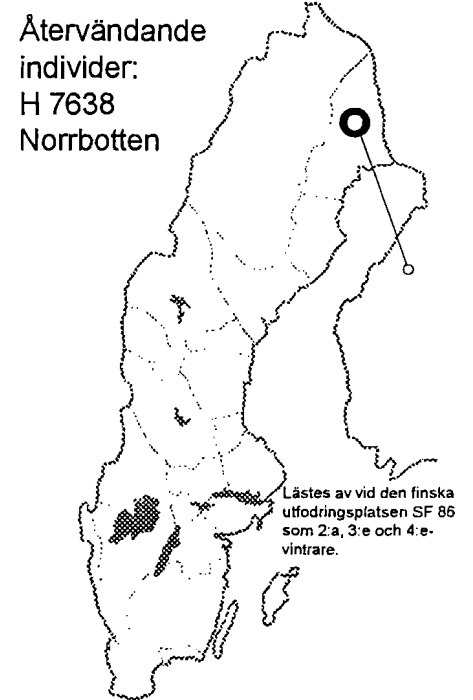 Återvändande
individer:
H 7638
Norrbotten
Lästes av vid den finska
utfodringsplatsen SF 86
som 2:a, 3:e och 4:e-
vintrare.